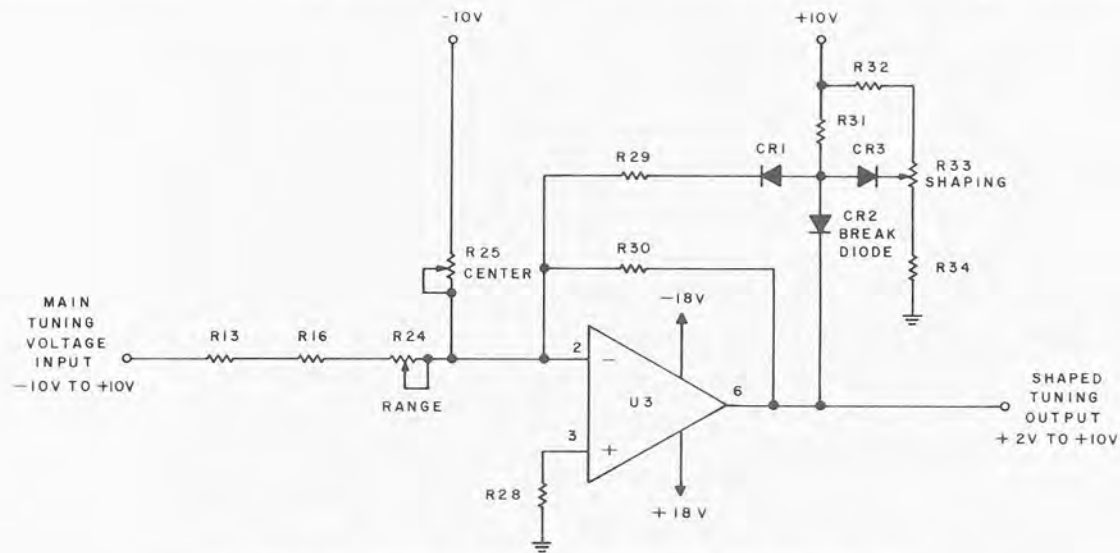 -10V
+10V
R32
R31
CR1
CR3
R29
R33
SHAPING
CR2
BREAK
DIODE
R30
R34
R25
CENTER
-18V
MAIN
TUNING
VOLTAGE
INPUT
-10V TO +10V
R13
R16
R24
RANGE
2
-
U3
6
3
+
SHAPED
TUNING
OUTPUT
+2V TO +10V
R28
+18V